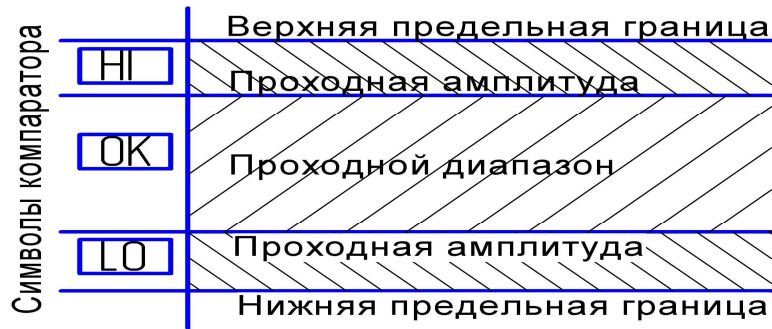 Символы компаратора
Верхняя предельная граница
HI
Проходная амплитуда
OK
Проходной диапазон
LO
Проходная амплитуда
Нижняя предельная граница